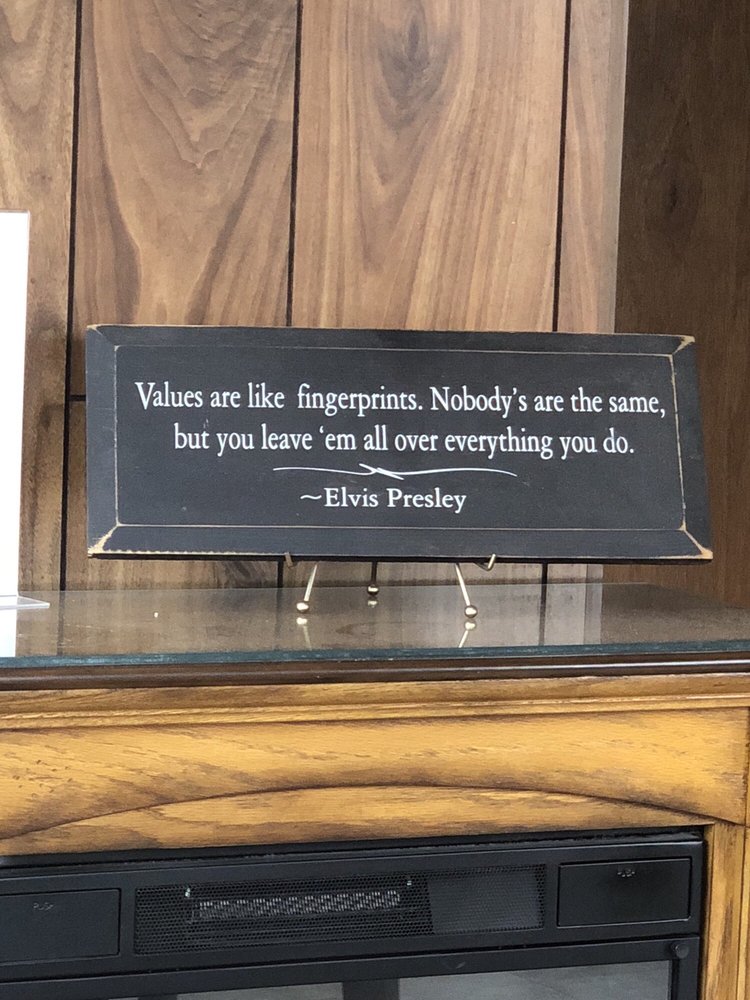 Values are like fingerprints. Nobody's are the same,
but you leave 'em all over everything you do.
~Elvis Presley
PUSH